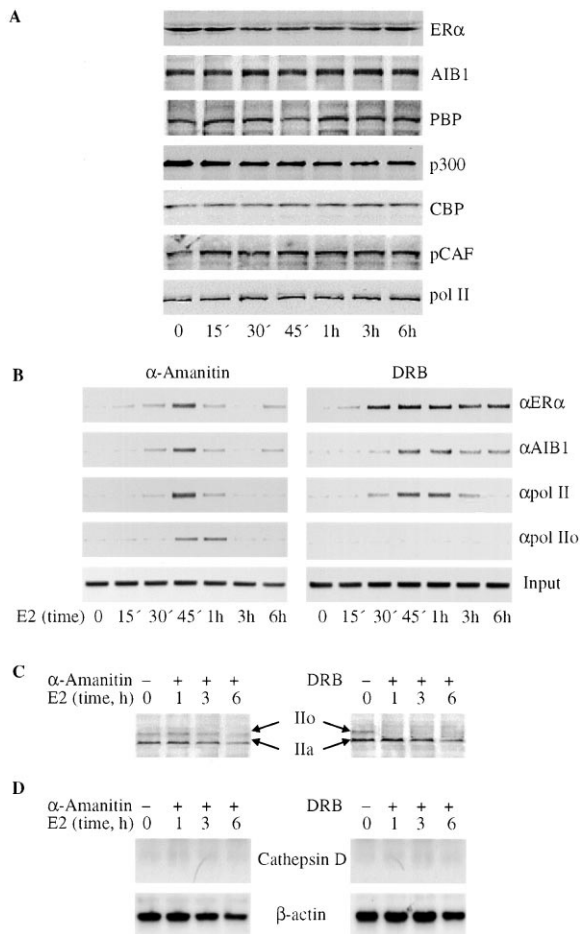 A
ERα
AIB1
PBP
p300
CBP
pCAF
pol II
0 15´ 30´ 45´ 1h 3h 6h
B
α-Amanitin DRB
αERα
αAIB1
αpol II
αpol IIo
Input
E2 (time) 0 15´ 30´ 45´ 1h 3h 6h 0 15´ 30´ 45´ 1h 3h 6h
C
α-Amanitin – + + + DRB – + + +
E2 (time, h) 0 1 3 6 0 1 3 6
IIo
IIa
D
α-Amanitin – + + + DRB – + + +
E2 (time, h) 0 1 3 6 0 1 3 6
Cathepsin D
β-actin